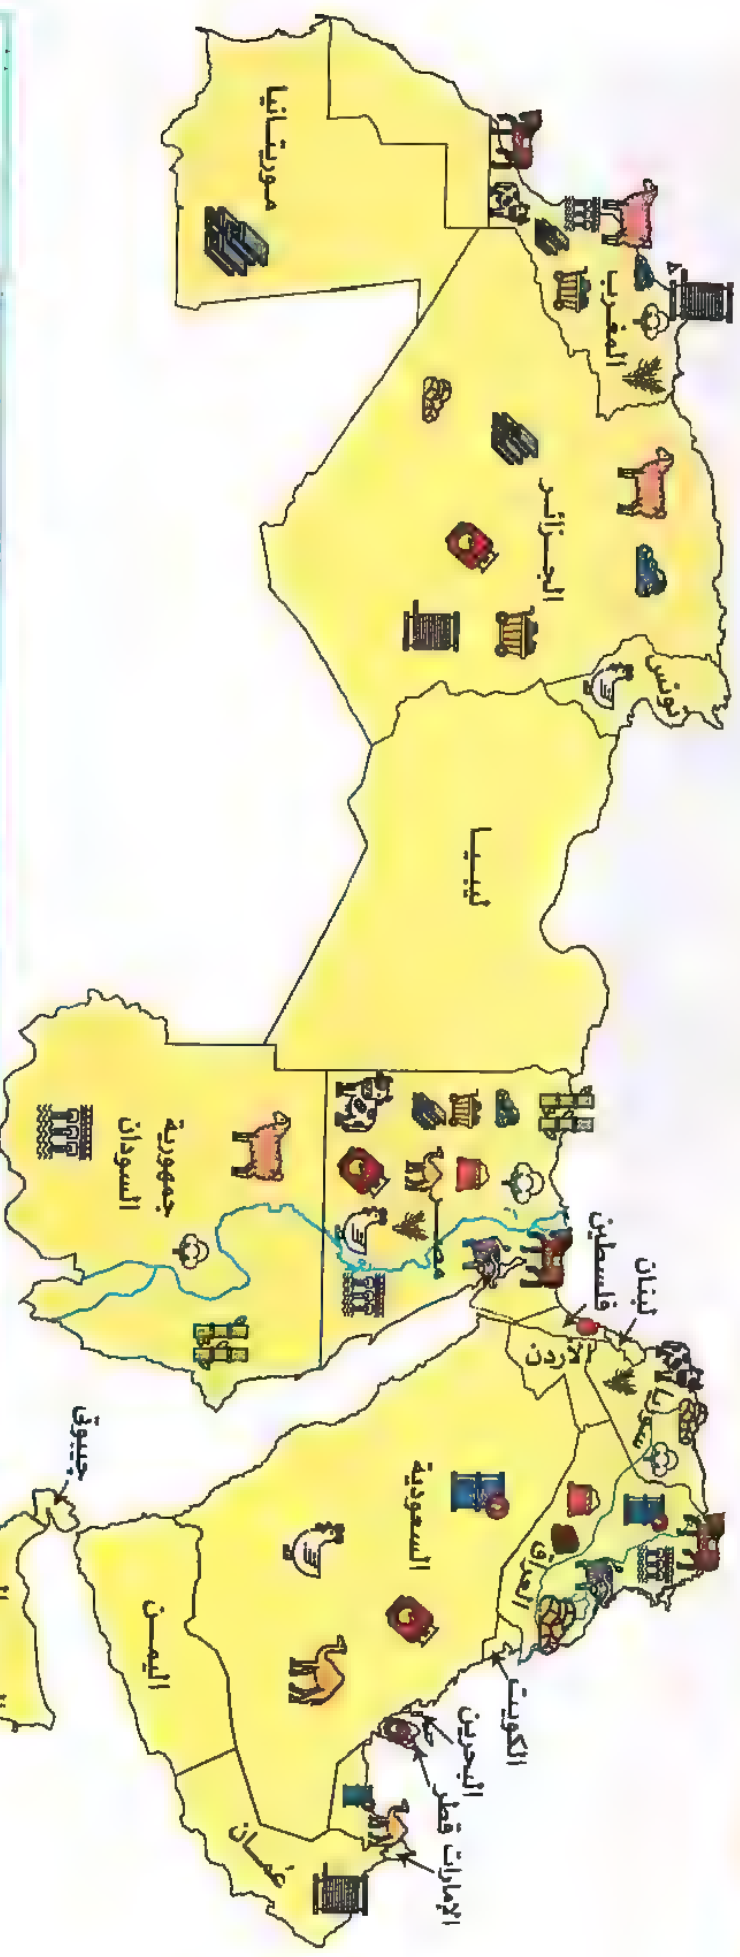 موريتانيا
المغرب
الجزائر
تونس
ليبيا
مصر
جمهورية
السودان
فلسطين
لبنان
الأردن
سوريا
العراق
السعودية
الكويت
البحرين
قطر
الإمارات
عُمان
اليمن
جيبوتي